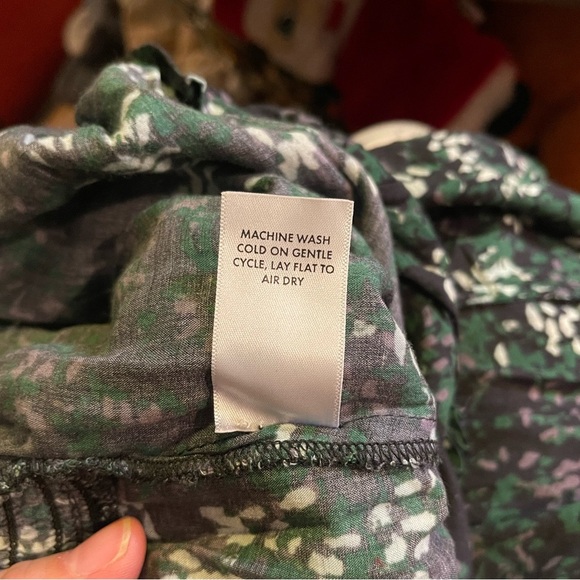 MACHINE WASH
COLD ON GENTLE
CYCLE, LAY FLAT TO
AIR DRY